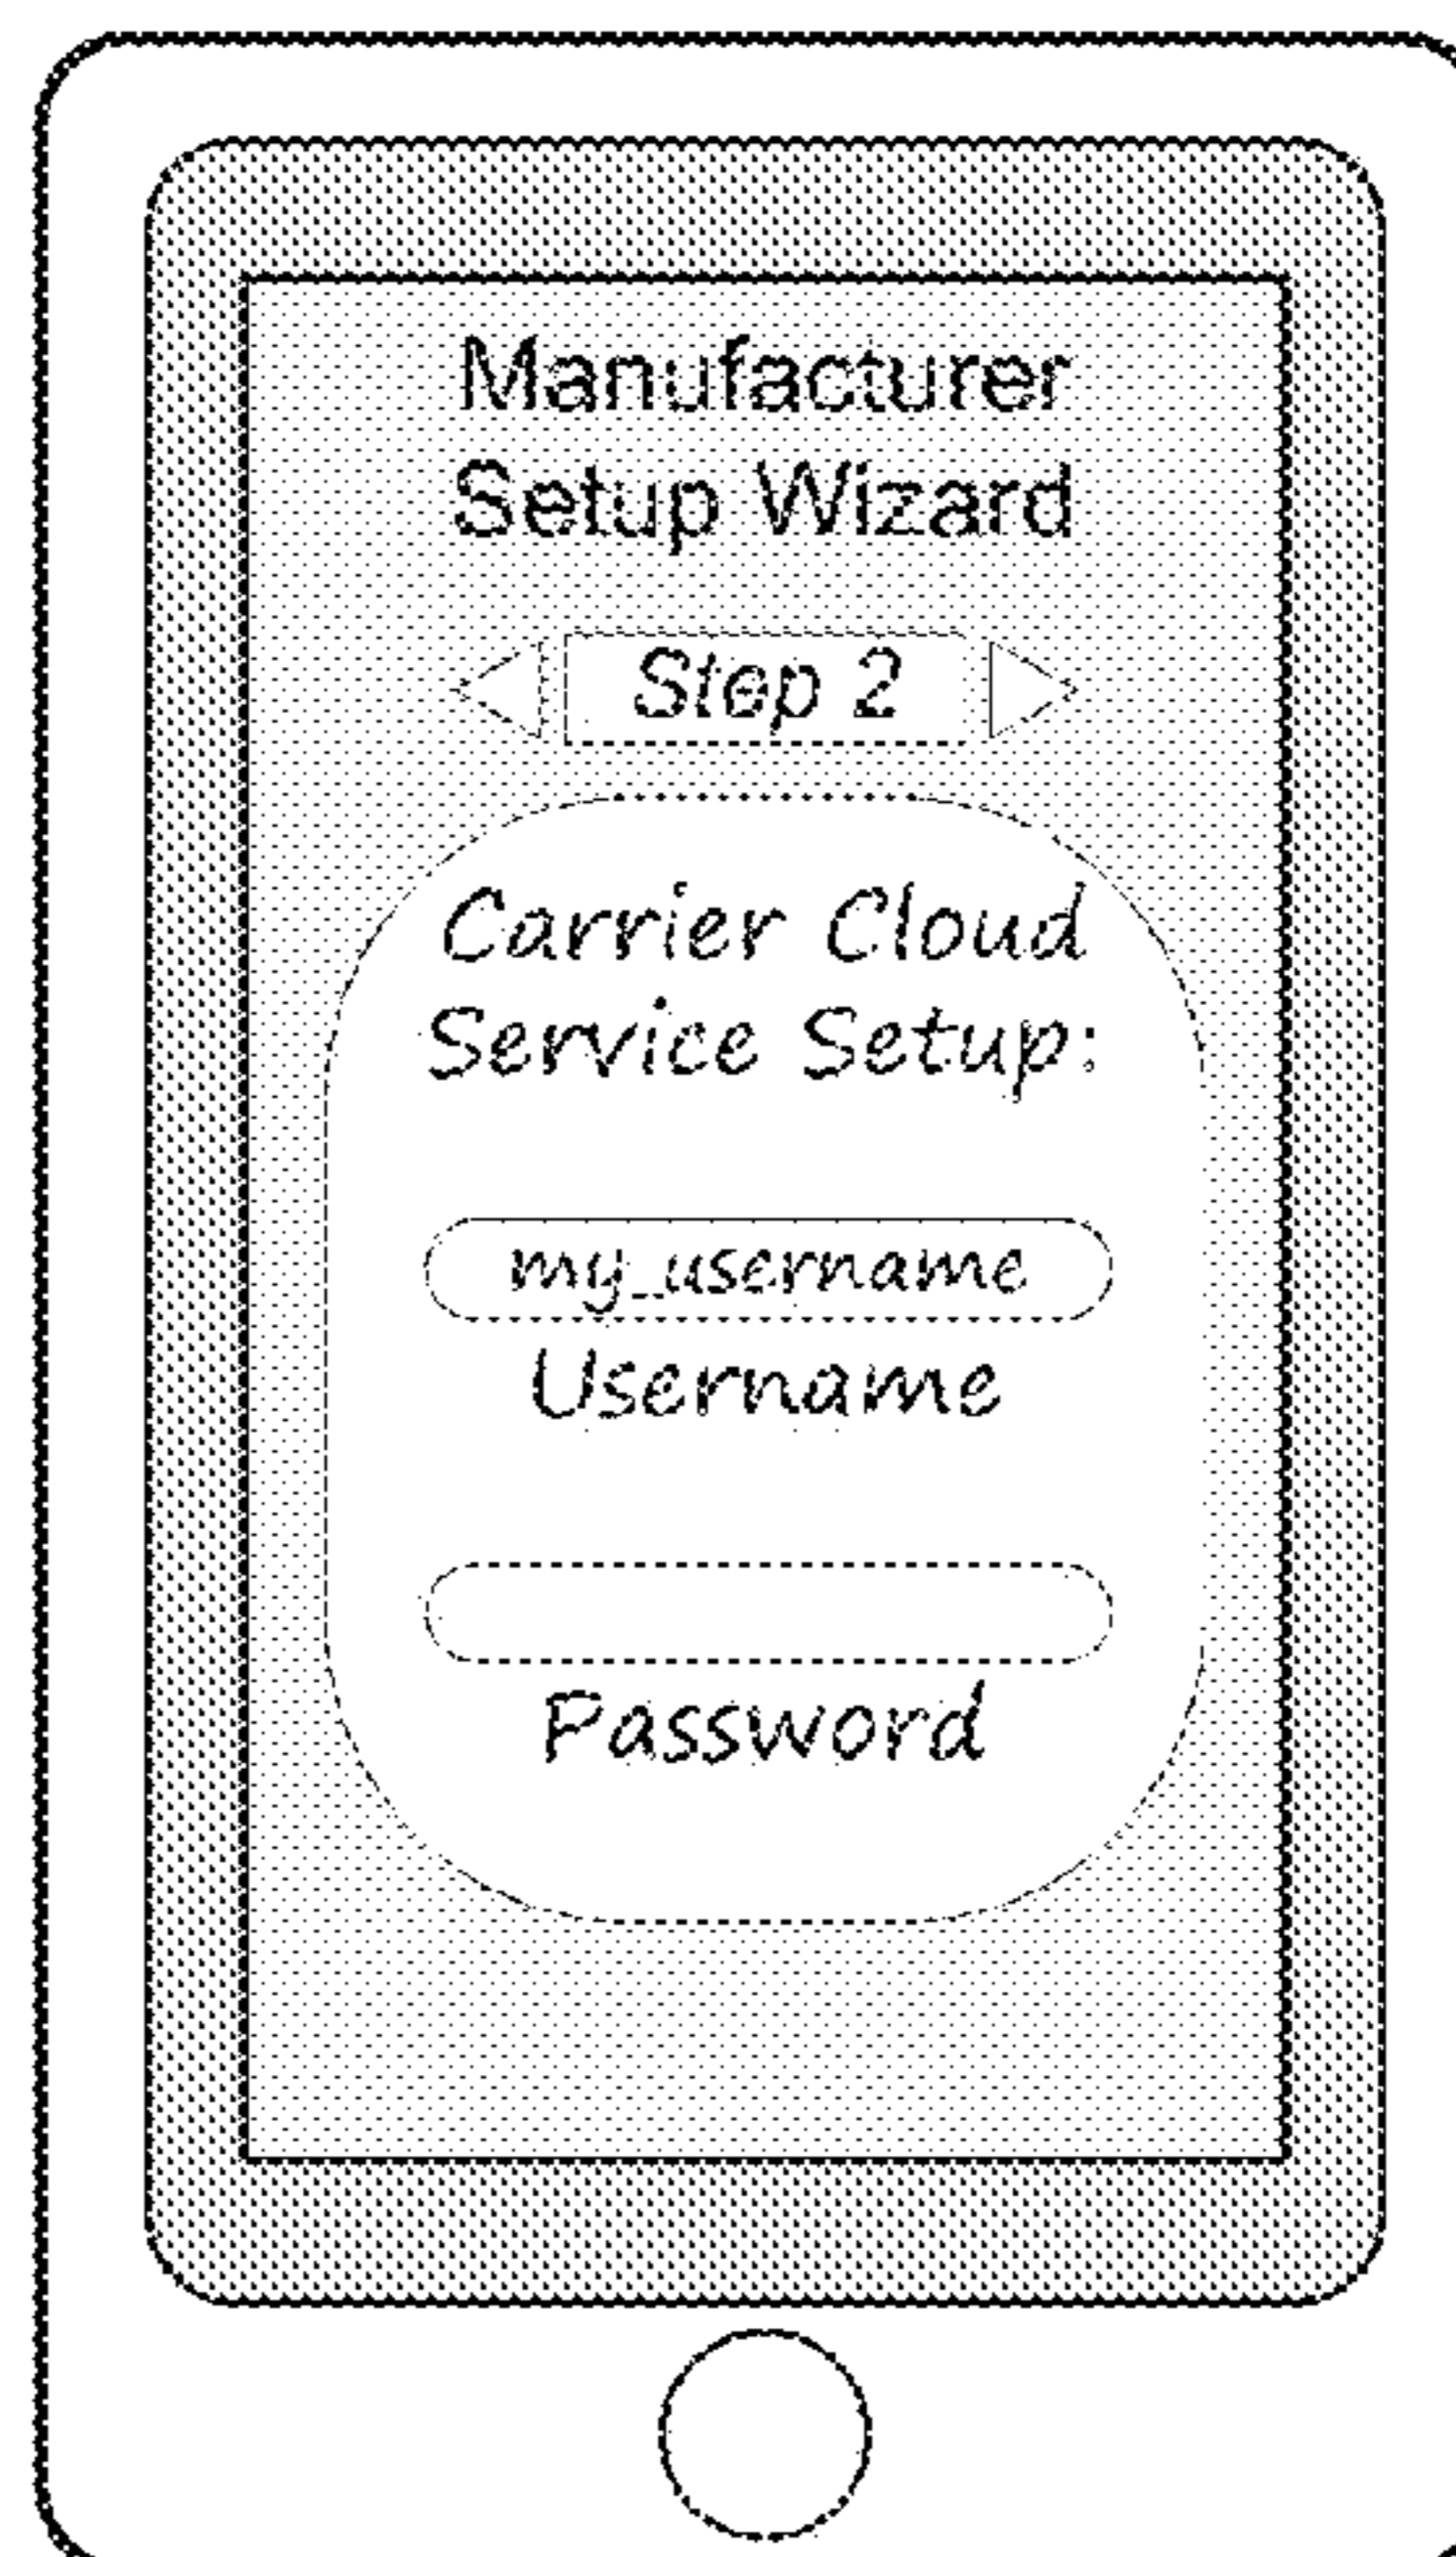 Manufacturer
Setup Wizard
Step 2
Carrier Cloud
Service Setup:
my_username
Username
Password